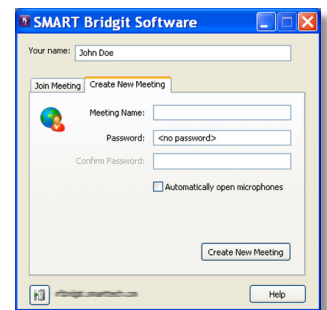 SMART Bridgit Software
Your name: John Doe
Join Meeting Create New Meeting
Meeting Name:
Password: <no password>
Confirm Password:
Automatically open microphones
Create New Meeting
Help